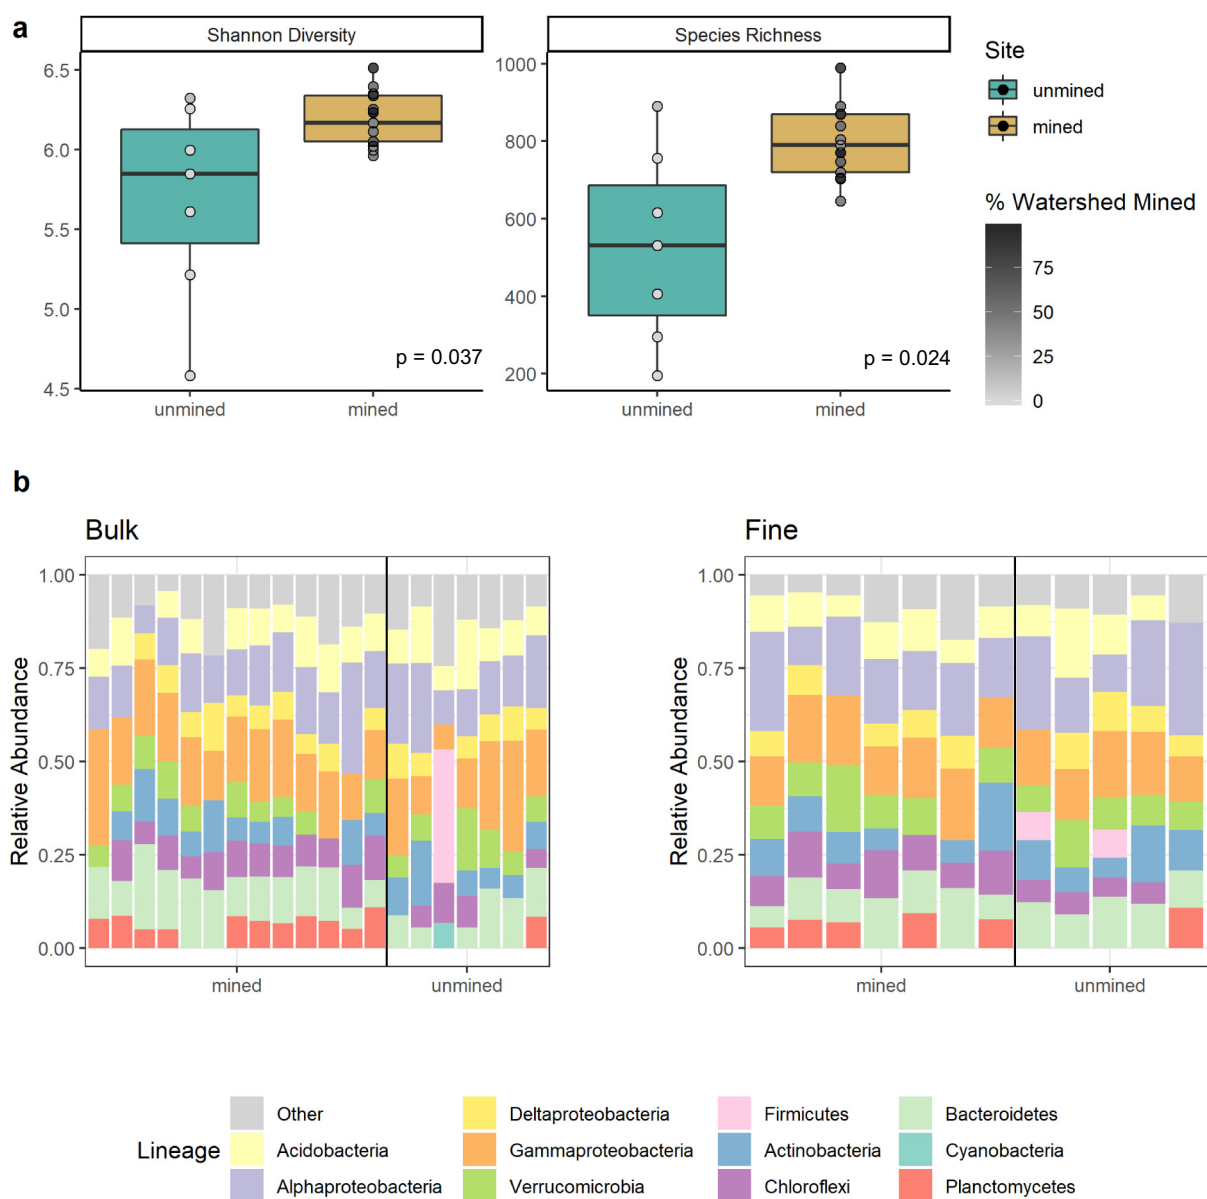 a
Shannon Diversity
Species Richness
6.5
6.0
5.5
5.0
4.5
p = 0.037
unmined
mined
1000
800
600
400
200
p = 0.024
unmined
mined
Site
unmined
mined
% Watershed Mined
75
50
25
0
b
Bulk
Relative Abundance
1.00
0.75
0.50
0.25
0.00
mined
unmined
Fine
Relative Abundance
1.00
0.75
0.50
0.25
0.00
mined
unmined
Lineage
Other
Acidobacteria
Alphaproteobacteria
Deltaproteobacteria
Gammaproteobacteria
Verrucomicrobia
Firmicutes
Actinobacteria
Chloroflexi
Bacteroidetes
Cyanobacteria
Planctomycetes